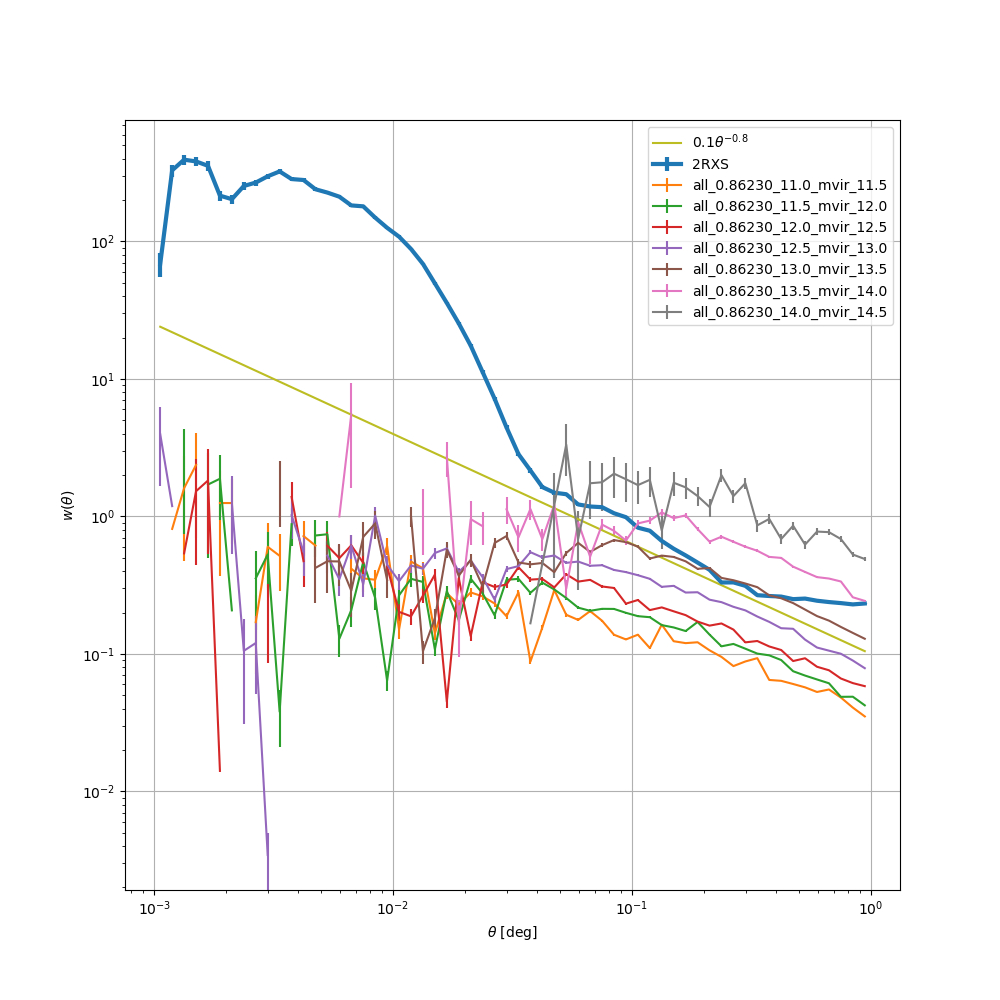 0.1θ^{-0.8}
2RXS
all_0.86230_11.0_mvir_11.5
all_0.86230_11.5_mvir_12.0
all_0.86230_12.0_mvir_12.5
all_0.86230_12.5_mvir_13.0
all_0.86230_13.0_mvir_13.5
all_0.86230_13.5_mvir_14.0
all_0.86230_14.0_mvir_14.5
10^2
10^1
10^0
10^{-1}
10^{-2}
w(θ)
10^{-3}
10^{-2}
10^{-1}
10^0
θ [deg]